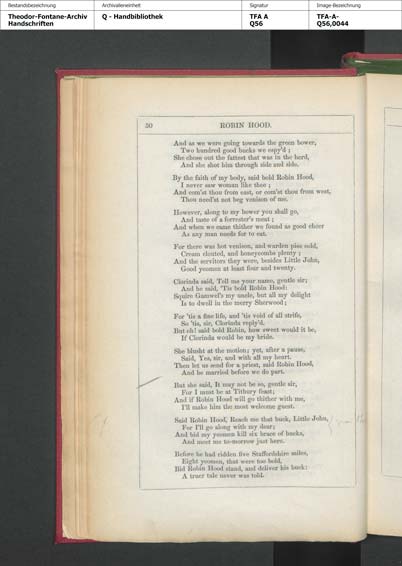 Bestandsbezeichnung
Archivalieneinheit
Signatur
Image-Bezeichnung
Theodor-Fontane-Archiv
Handschriften
Q - Handbibliothek
TFA A
Q56
TFA-A-
Q56,0044
50 ROBIN HOOD.
And as we were going towards the green bower,
Two hundred good bucks we espy'd;
She chose out the fattest that was in the herd,
And she shot him through side and side.
By the faith of my body, said bold Robin Hood,
I never saw woman like thee;
And com'st thou from east, or com'st thou from west,
Thou need'st not beg venison of me.
However, along to my bower you shall go,
And taste of a forrester's meat;
And when we came thither we found as good cheer
As any man needs for to eat.
For there was hot venison, and warden pies cold,
Cream clouted, and honeycombs plenty;
And the servitors they were, besides Little John,
Good yeomen at least four and twenty.
Clorinda said, Tell me your name, gentle sir;
And he said, 'Tis bold Robin Hood:
Squire Gamwel's my uncle, but all my delight
Is to dwell in the merry Sherwood;
For 'tis a fine life, and 'tis void of all strife,
So 'tis, sir, Clorinda reply'd.
But oh! said bold Robin, how sweet would it be,
If Clorinda would be my bride.
She blusht at the motion; yet, after a pause,
Said, Yes, sir, and with all my heart.
Then let us send for a priest, said Robin Hood,
And be married before we do part.
But she said, It may not be so, gentle sir,
For I must be at Titbury feast;
And if Robin Hood will go thither with me,
I'll make him the most welcome guest.
Said Robin Hood, Reach me that buck, Little John,
For I'll go along with my dear;
And bid my yeomen kill six brace of bucks,
And meet me to-morrow just here.
Before he had ridden five Staffordshire miles,
Eight yeomen, that were too bold,
Bid Robin Hood stand, and deliver his buck:
A truer tale never was told.